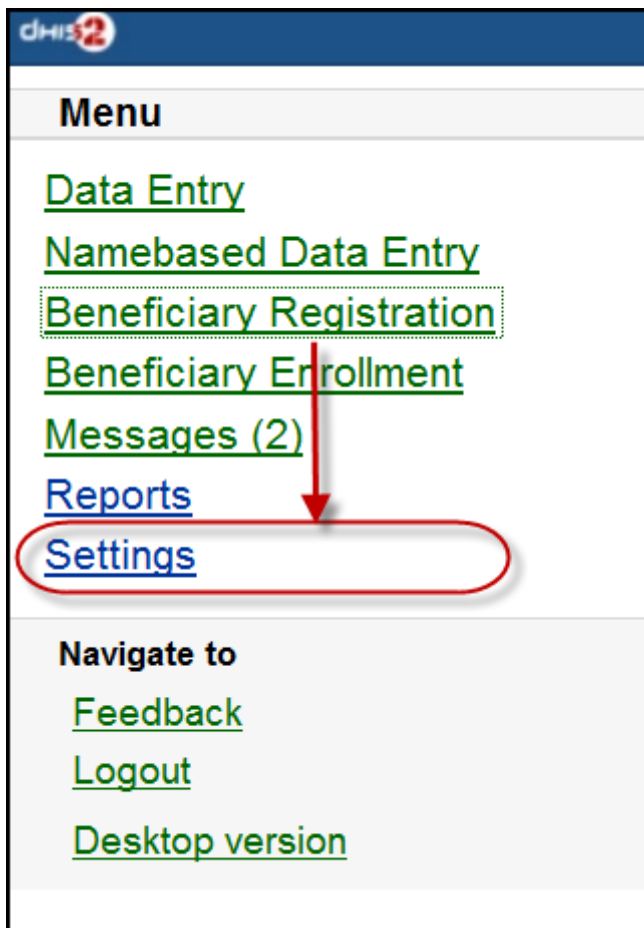 dHIS2
Menu
Data Entry
Namebased Data Entry
Beneficiary Registration
Beneficiary Enrollment
Messages (2)
Reports
Settings
Navigate to
Feedback
Logout
Desktop version